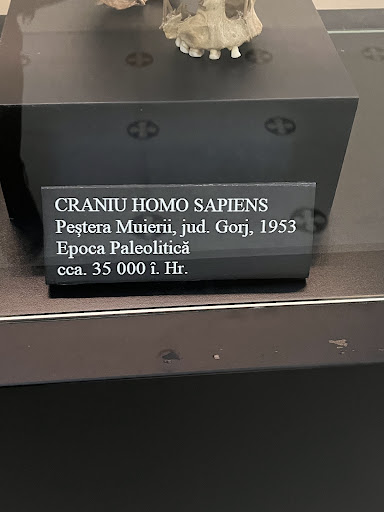 CRANIU HOMO SAPIENS
Peştera Muierii, jud. Gorj, 1953
Epoca Paleolitică
cca. 35 000 î. Hr.